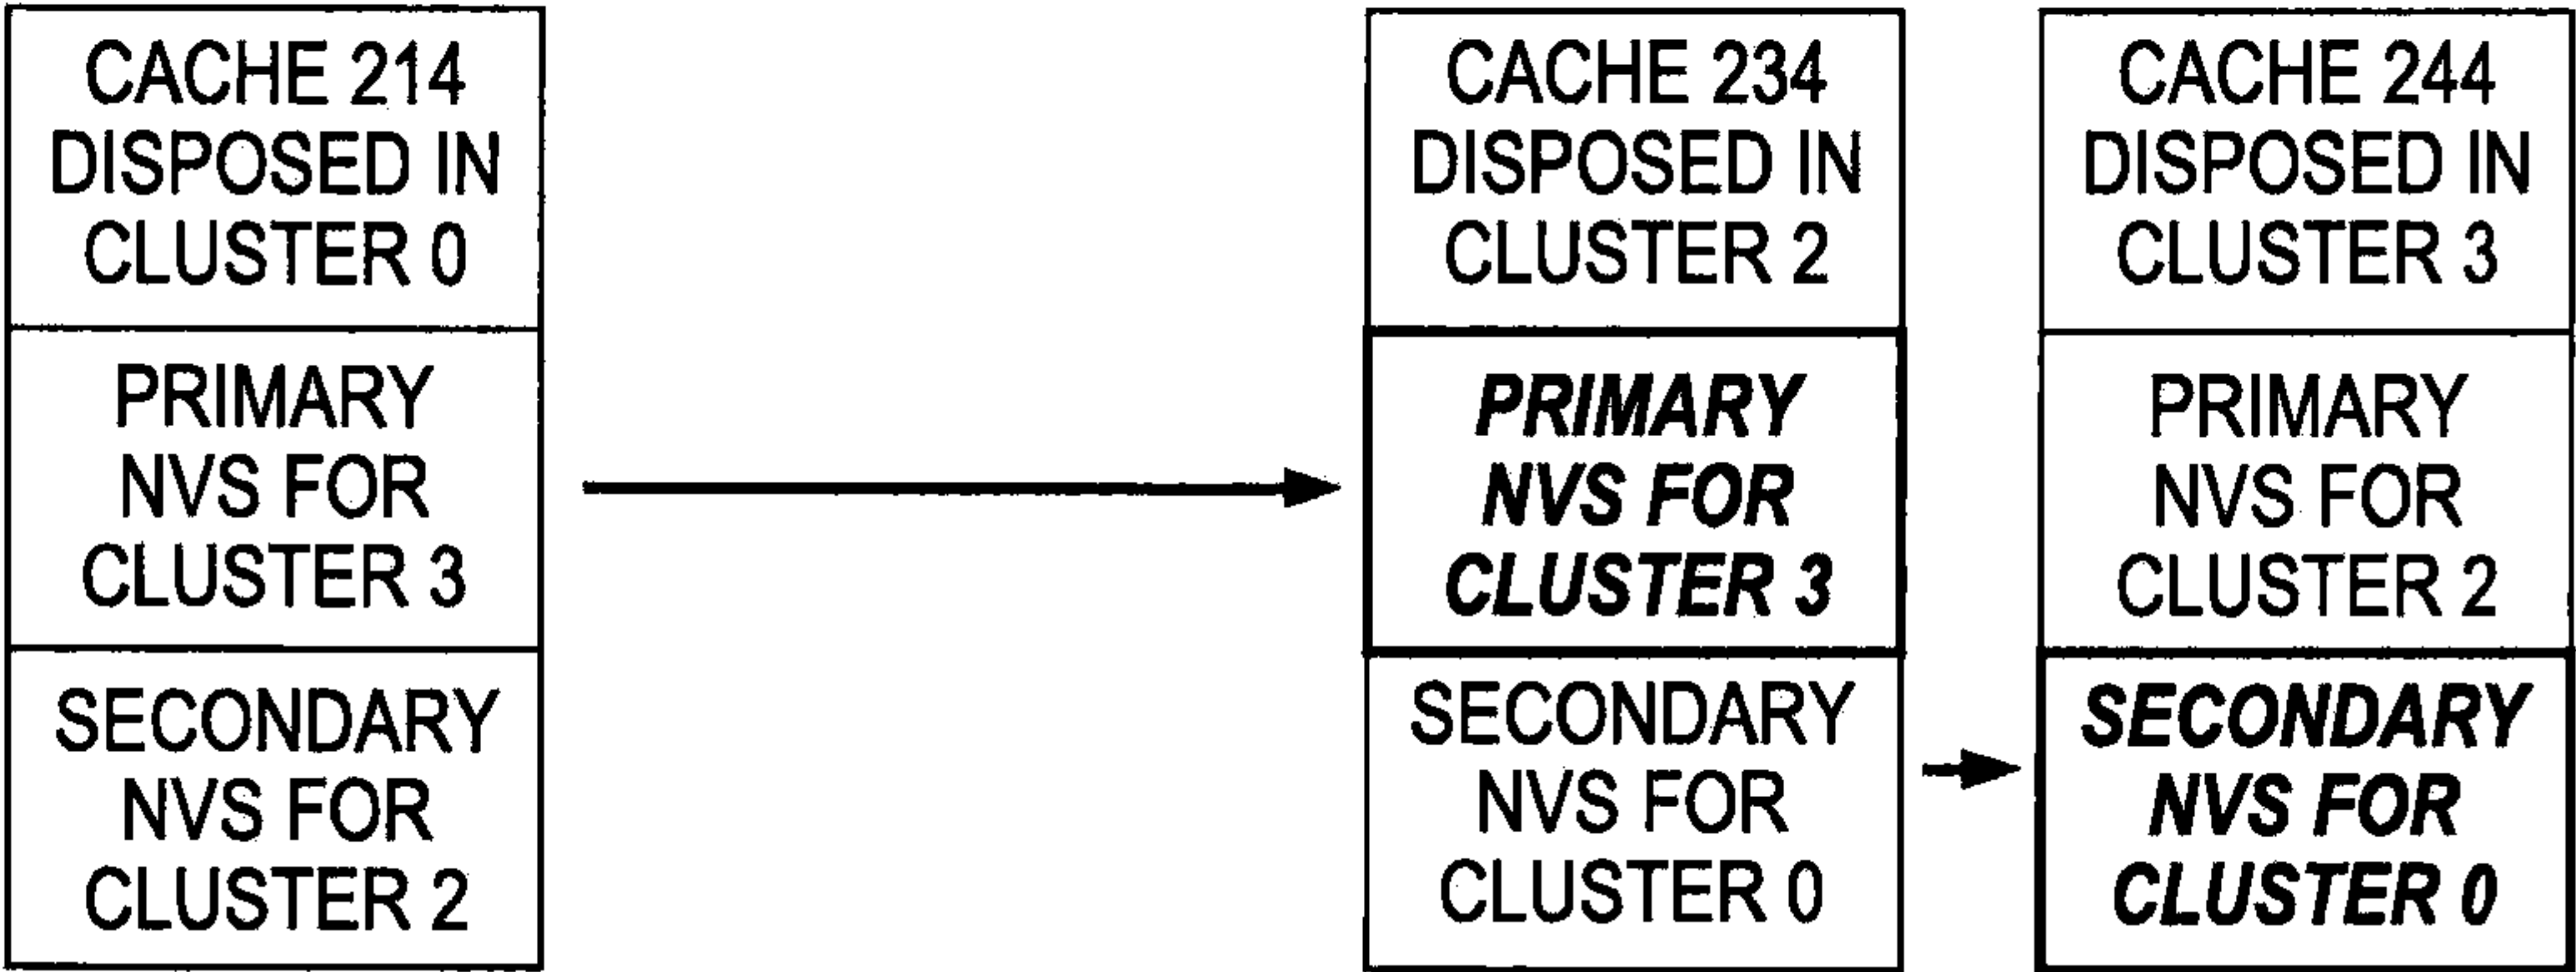 CACHE 214
DISPOSED IN
CLUSTER 0
PRIMARY
NVS FOR
CLUSTER 3
SECONDARY
NVS FOR
CLUSTER 2
CACHE 234
DISPOSED IN
CLUSTER 2
PRIMARY
NVS FOR
CLUSTER 3
SECONDARY
NVS FOR
CLUSTER 0
CACHE 244
DISPOSED IN
CLUSTER 3
PRIMARY
NVS FOR
CLUSTER 2
SECONDARY
NVS FOR
CLUSTER 0